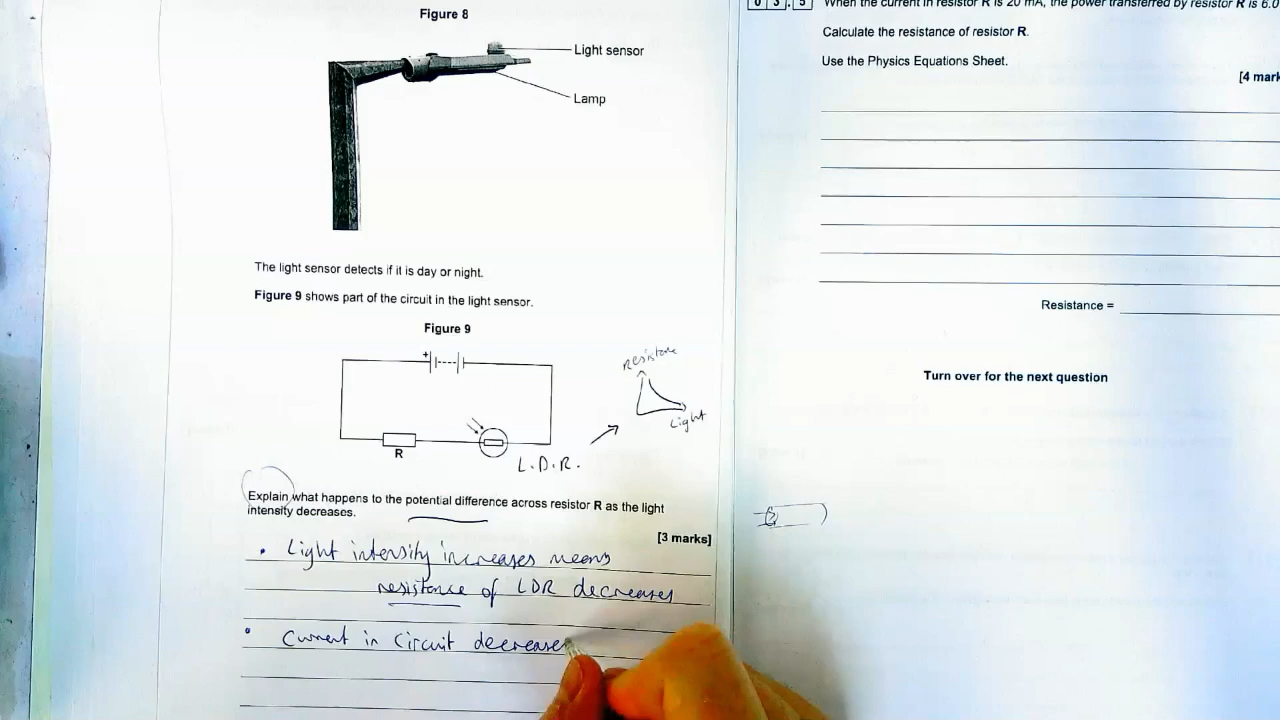 Figure 8
Light sensor
Lamp
The light sensor detects if it is day or night.
Figure 9 shows part of the circuit in the light sensor.
Figure 9
+
R
L.D.R.
Resistance
Light
Explain what happens to the potential difference across resistor R as the light
intensity decreases.
[3 marks]
• Light intensity increases means
resistance of LDR decreases
• Current in circuit decreases
0 3 . 5 When the current in resistor R is 20 mA, the power transferred by resistor R is 6.0
Calculate the resistance of resistor R.
Use the Physics Equations Sheet.
[4 mark
Resistance =
Turn over for the next question